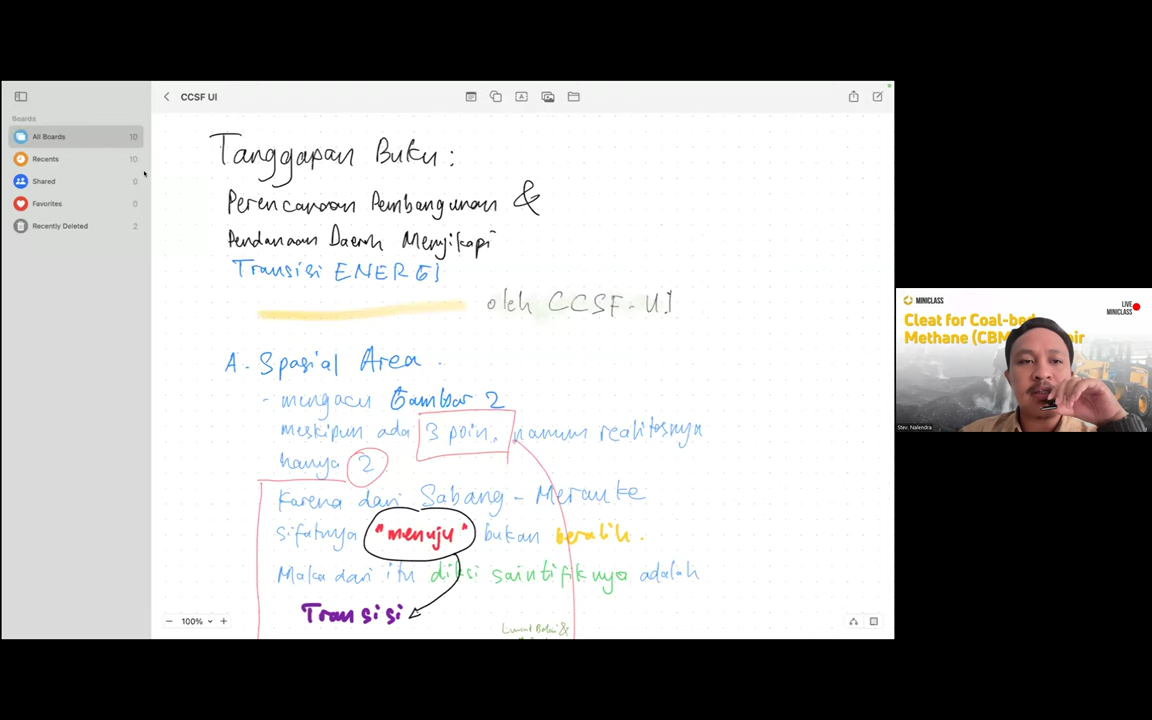 CCSF UI
Boards
All Boards 10
Recents 10
Shared 0
Favorites 0
Recently Deleted 2
Tanggapan Buku:
Perencanaan Pembangunan &
Pendanaan Daerah Menyikapi
Transisi ENERGI
oleh CCSF-UI
A. Spasial Area.
- mengacu Gambar 2
meskipun ada 3 poin, namun realitasnya
hanya 2
Karena dari Sabang - Merauke
sifatnya "menuju" bukan beralih.
Maka dari itu diksi saintifiknya adalah
Transisi
100%
MINICLASS
LIVE
MINICLASS
Cleat for Coal-bed
Methane (CBM)
Stev. Nalendra